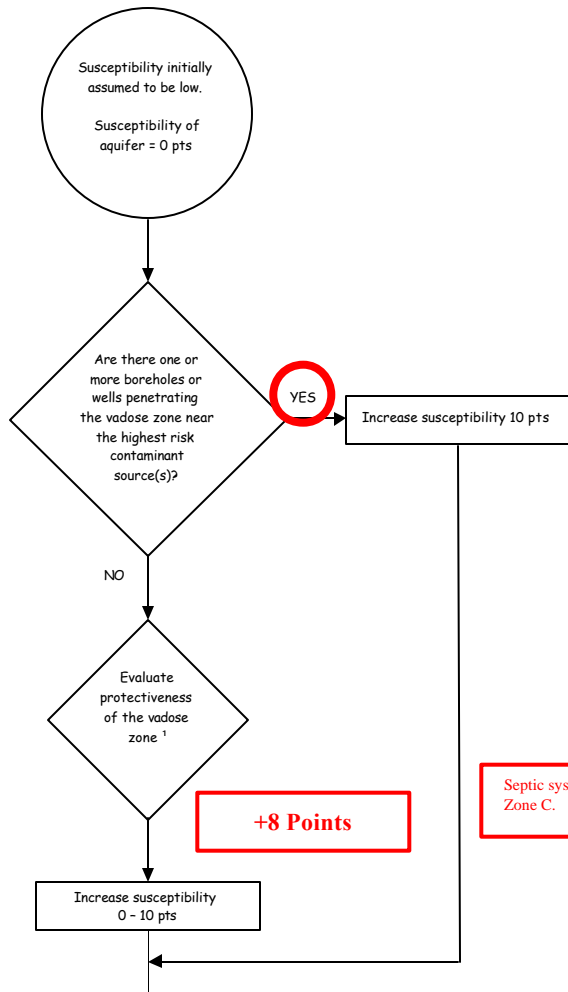 Susceptibility initially
assumed to be low.
Susceptibility of
aquifer = 0 pts
Are there one or
more boreholes or
wells penetrating
the vadose zone near
the highest risk
contaminant
source(s)?
YES
Increase susceptibility 10 pts
NO
Evaluate
protectiveness
of the vadose
zone ¹
+8 Points
Septic sys
Zone C.
Increase susceptibility
0 – 10 pts